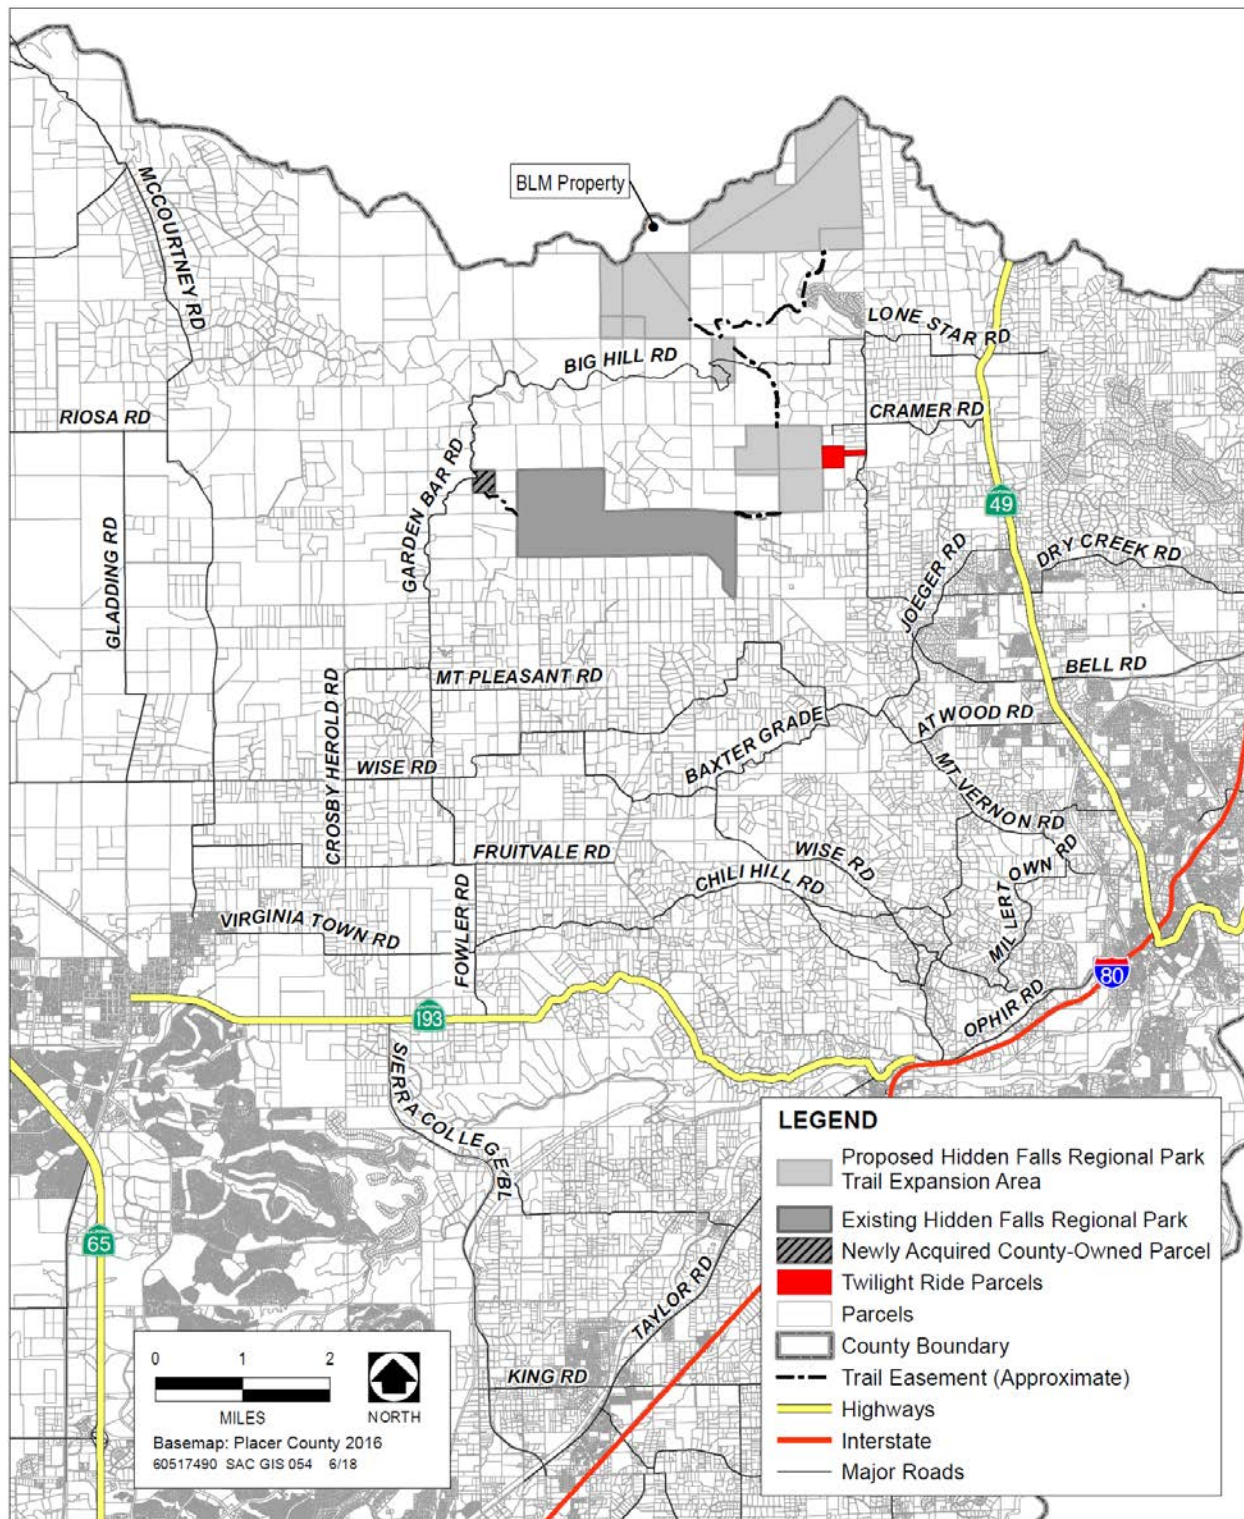 BLM Property
MCCOURTNEY RD
LONE STAR RD
BIG HILL RD
RIOSA RD
CRAMER RD
GARDEN BAR RD
49
GLADDING RD
JOEGER RD
DRY CREEK RD
BELL RD
MT PLEASANT RD
CROSBY HEROLD RD
ATWOOD RD
BAXTER GRADE
WISE RD
MT VERNON RD
FRUITVALE RD
WISE RD
CHILI HILL RD
MILLERTOWN RD
VIRGINIA TOWN RD
FOWLER RD
80
OPHIR RD
193
SIERRA COLLEGE BL
65
TAYLOR RD
KING RD
LEGEND
Proposed Hidden Falls Regional Park
Trail Expansion Area
Existing Hidden Falls Regional Park
Newly Acquired County-Owned Parcel
Twilight Ride Parcels
Parcels
County Boundary
Trail Easement (Approximate)
Highways
Interstate
Major Roads
0 1 2
MILES
NORTH
Basemap: Placer County 2016
60517490 SAC GIS 054 6/18